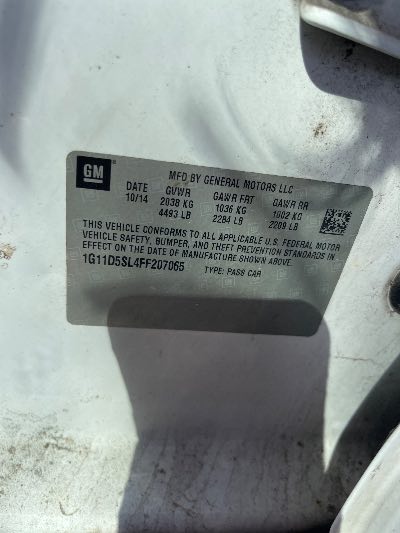 GM
MFD BY GENERAL MOTORS LLC
DATE GVWR GAWR FRT GAWR RR
10/14 2038 KG 1036 KG 1002 KG
4493 LB 2284 LB 2209 LB
THIS VEHICLE CONFORMS TO ALL APPLICABLE U.S. FEDERAL MOTOR
VEHICLE SAFETY, BUMPER, AND THEFT PREVENTION STANDARDS IN
EFFECT ON THE DATE OF MANUFACTURE SHOWN ABOVE.
1G11D5SL4FF207065 TYPE: PASS CAR